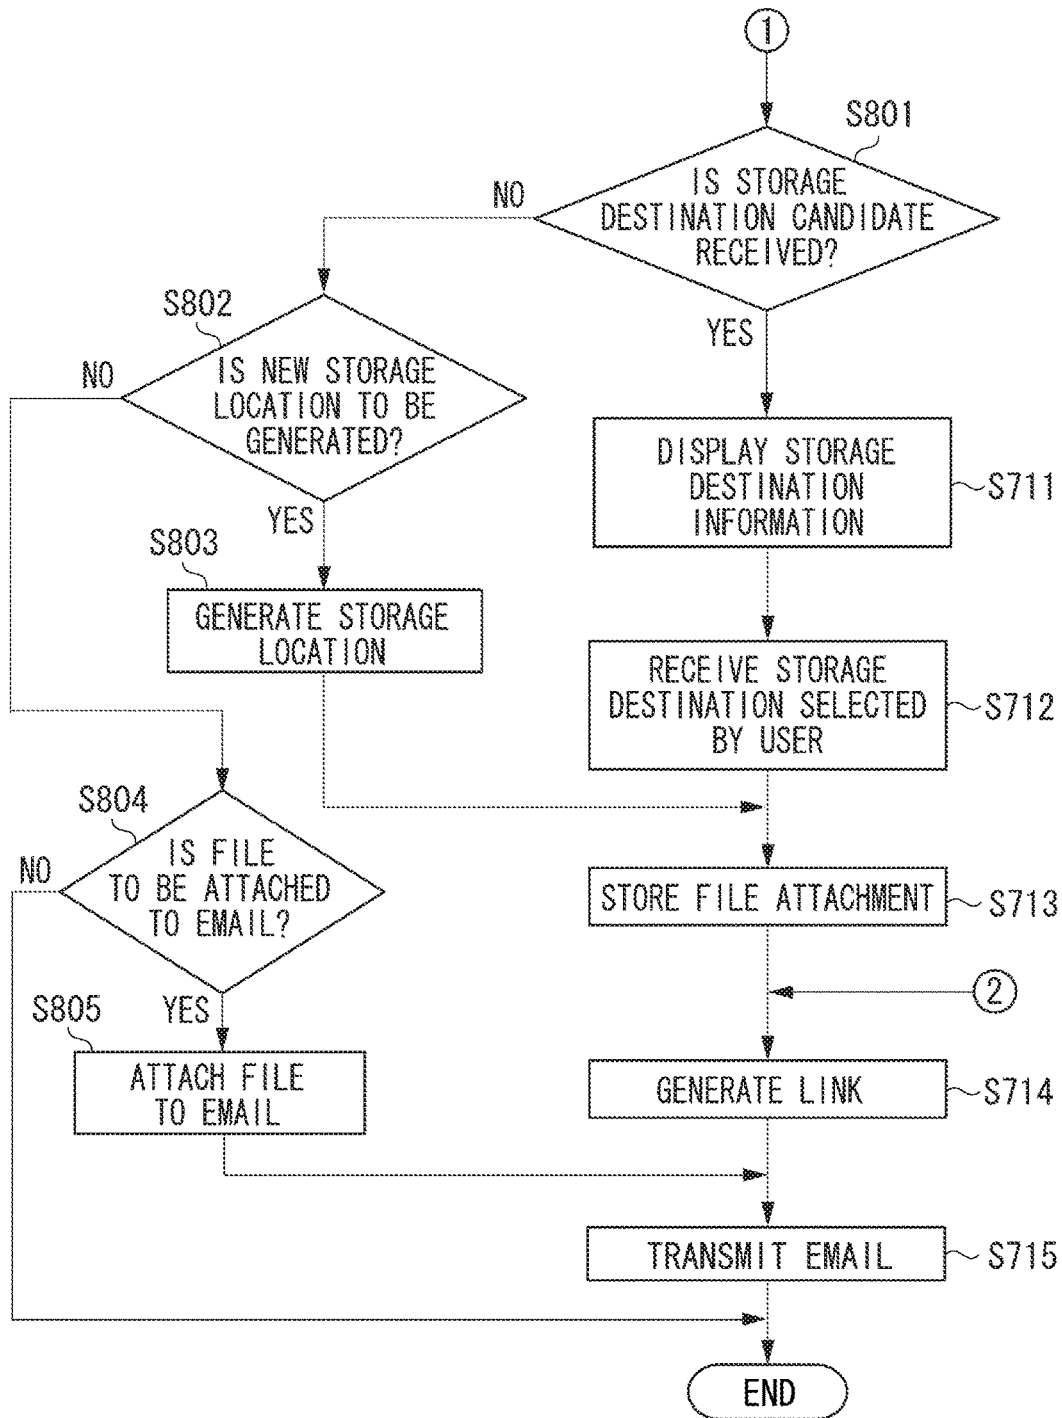 1
S801
IS STORAGE
DESTINATION CANDIDATE
RECEIVED?
NO
YES
S802
IS NEW STORAGE
LOCATION TO BE
GENERATED?
NO
YES
DISPLAY STORAGE
DESTINATION
INFORMATION
S711
S803
GENERATE STORAGE
LOCATION
RECEIVE STORAGE
DESTINATION SELECTED
BY USER
S712
S804
IS FILE
TO BE ATTACHED
TO EMAIL?
NO
YES
STORE FILE ATTACHMENT
S713
2
S805
ATTACH FILE
TO EMAIL
GENERATE LINK
S714
TRANSMIT EMAIL
S715
END